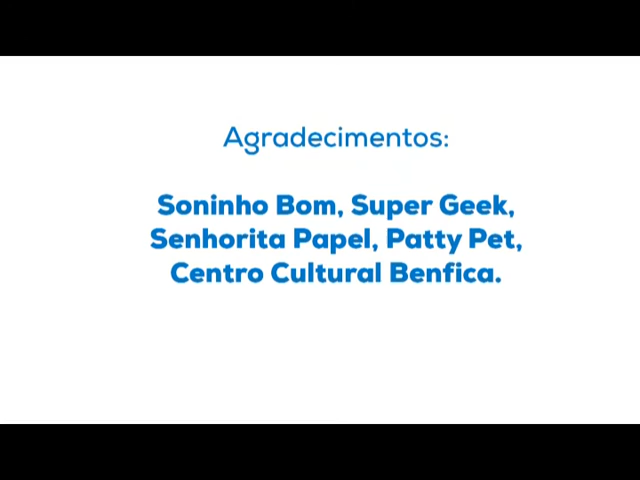 Agradecimentos:
Soninho Bom, Super Geek,
Senhorita Papel, Patty Pet,
Centro Cultural Benfica.